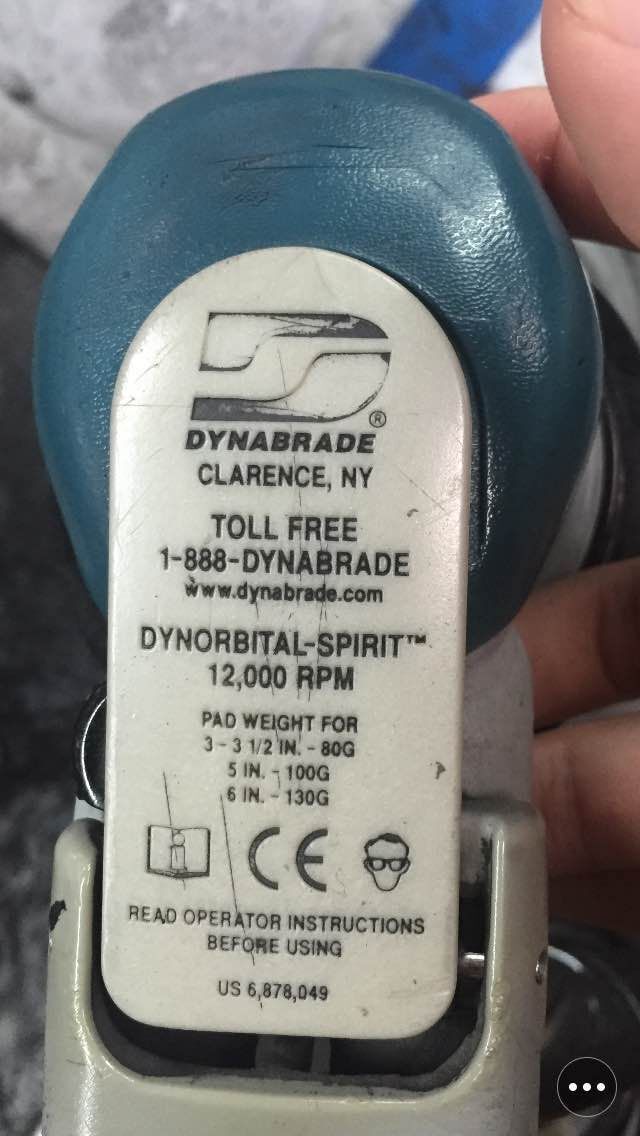 ®
DYNABRADE
CLARENCE, NY
TOLL FREE
1-888-DYNABRADE
www.dynabrade.com
DYNORBITAL-SPIRIT™
12,000 RPM
PAD WEIGHT FOR
3 - 3 1/2 IN. - 80G
5 IN. - 100G
6 IN. - 130G
i CE
READ OPERATOR INSTRUCTIONS
BEFORE USING
US 6,878,049